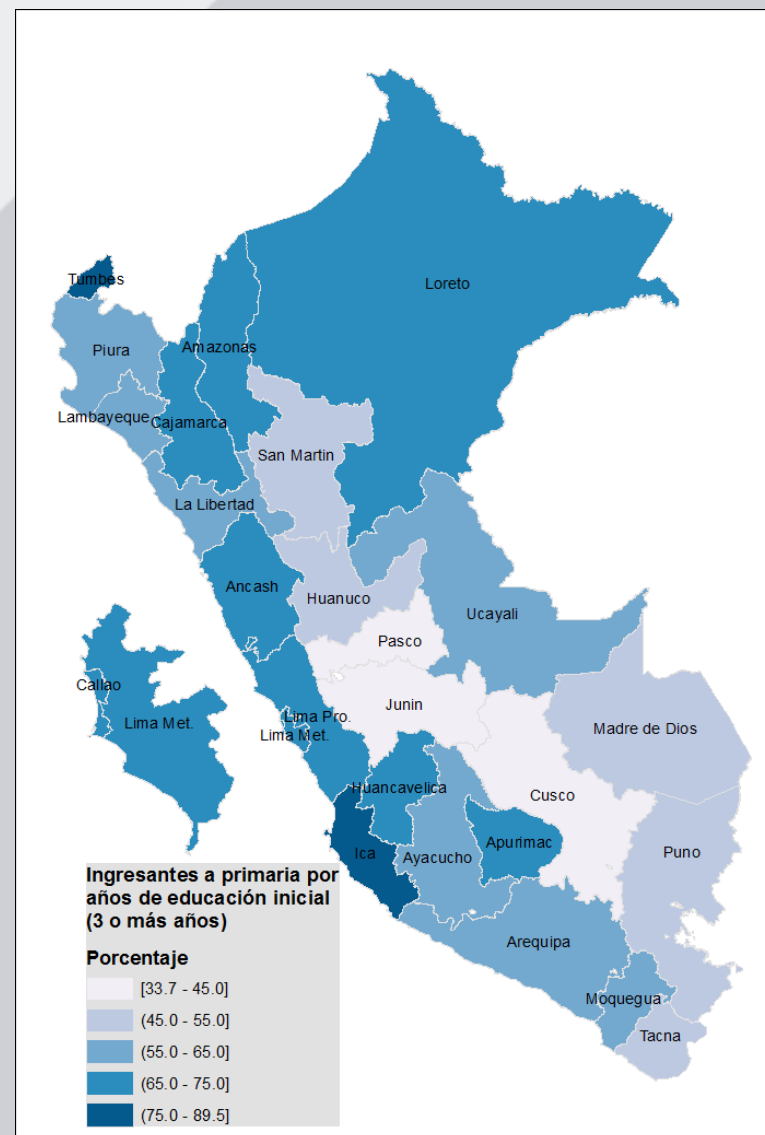 Tumbes
Loreto
Piura
Amazonas
Lambayeque
Cajamarca
San Martin
La Libertad
Ancash
Huanuco
Ucayali
Pasco
Callao
Lima Met.
Junin
Lima Pro.
Lima Met.
Madre de Dios
Huancavelica
Cusco
Ica
Ayacucho
Apurimac
Puno
Arequipa
Moquegua
Tacna
Ingresantes a primaria por
años de educación inicial
(3 o más años)
Porcentaje
[33.7 - 45.0]
(45.0 - 55.0]
(55.0 - 65.0]
(65.0 - 75.0]
(75.0 - 89.5]